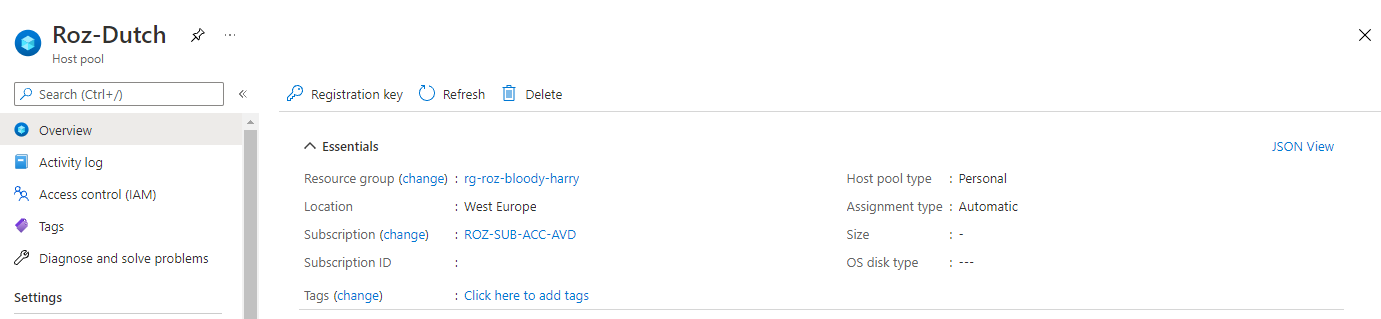 Roz-Dutch
Host pool
Search (Ctrl+/)
Overview
Activity log
Access control (IAM)
Tags
Diagnose and solve problems
Settings
Registration key Refresh Delete
Essentials JSON View
Resource group (change) : rg-roz-bloody-harry
Location : West Europe
Subscription (change) : ROZ-SUB-ACC-AVD
Subscription ID :
Tags (change) : Click here to add tags
Host pool type : Personal
Assignment type : Automatic
Size : -
OS disk type : ---